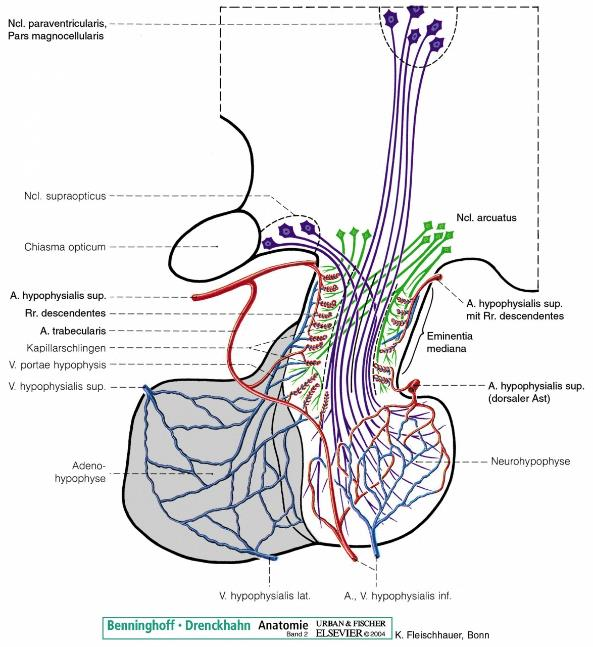 Ncl. paraventricularis,
Pars magnocellularis
Ncl. supraopticus
Ncl. arcuatus
Chiasma opticum
A. hypophysialis sup.
Rr. descendentes
A. trabecularis
Kapillarschlingen
V. portae hypophysis
V. hypophysialis sup.
A. hypophysialis sup.
mit Rr. descendentes
Eminentia
mediana
A. hypophysialis sup.
(dorsaler Ast)
Adeno-
hypophyse
Neurohypophyse
V. hypophysialis lat.
A., V. hypophysialis inf.
Benninghoff · Drenckhahn Anatomie
Band 2
URBAN & FISCHER
ELSEVIER © 2004
K. Fleischhauer, Bonn